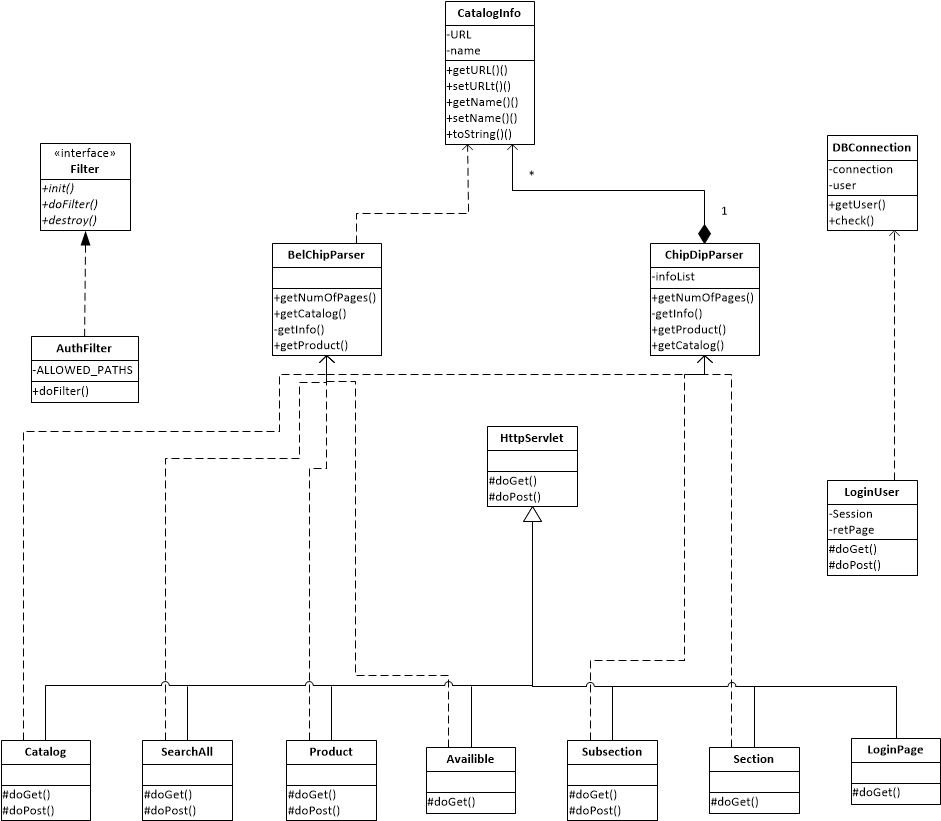 CatalogInfo
-URL
-name
+getURL()()
+setURLt()()
+getName()()
+setName()()
+toString()()
«interface»
Filter
+init()
+doFilter()
+destroy()
DBConnection
-connection
-user
+getUser()
+check()
*
1
BelChipParser
+getNumOfPages()
+getCatalog()
-getInfo()
+getProduct()
ChipDipParser
-infoList
+getNumOfPages()
-getInfo()
+getProduct()
+getCatalog()
AuthFilter
-ALLOWED_PATHS
+doFilter()
HttpServlet
#doGet()
#doPost()
LoginUser
-Session
-retPage
#doGet()
#doPost()
Catalog
#doGet()
#doPost()
SearchAll
#doGet()
#doPost()
Product
#doGet()
#doPost()
Availible
#doGet()
Subsection
#doGet()
#doPost()
Section
#doGet()
LoginPage
#doGet()